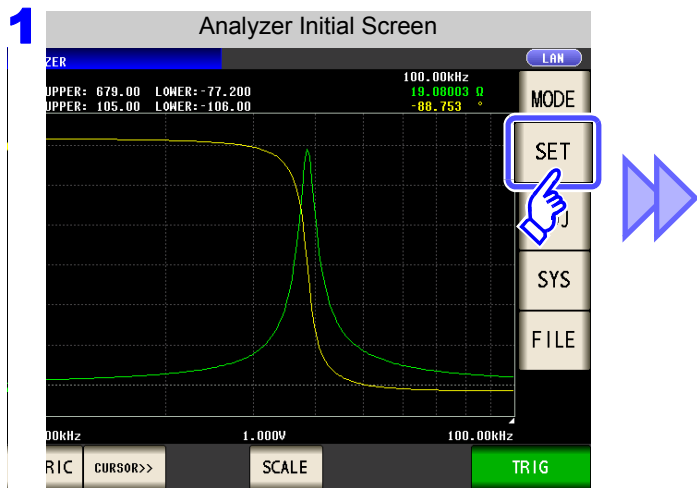 1
Analyzer Initial Screen
ZER
LAN
100.00kHz
UPPER: 679.00 LOWER:-77.200 19.08003 Ω
UPPER: 105.00 LOWER:-106.00 -88.753 °
MODE
SET
SYS
FILE
00kHz 1.000V 100.00kHz
RIC CURSOR>> SCALE TRIG